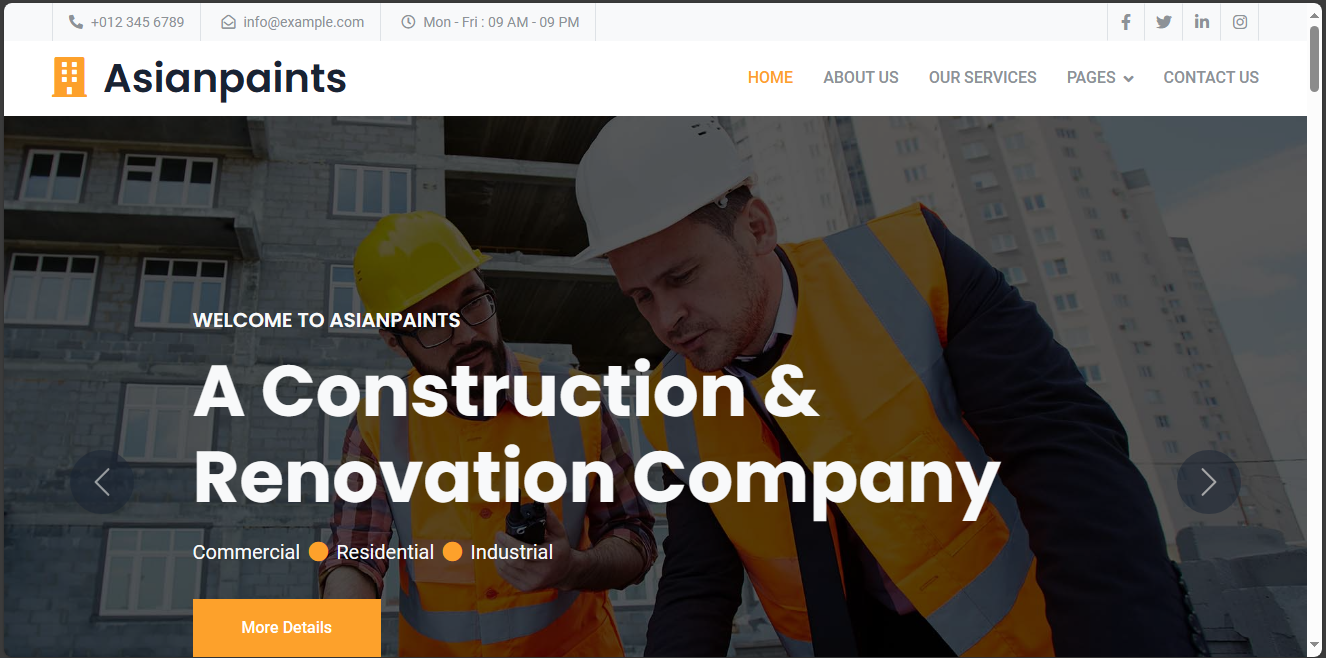 +012 345 6789
info@example.com
Mon - Fri : 09 AM - 09 PM
Asianpaints
HOME
ABOUT US
OUR SERVICES
PAGES
CONTACT US
WELCOME TO ASIANPAINTS
A Construction &
Renovation Company
Commercial
Residential
Industrial
More Details